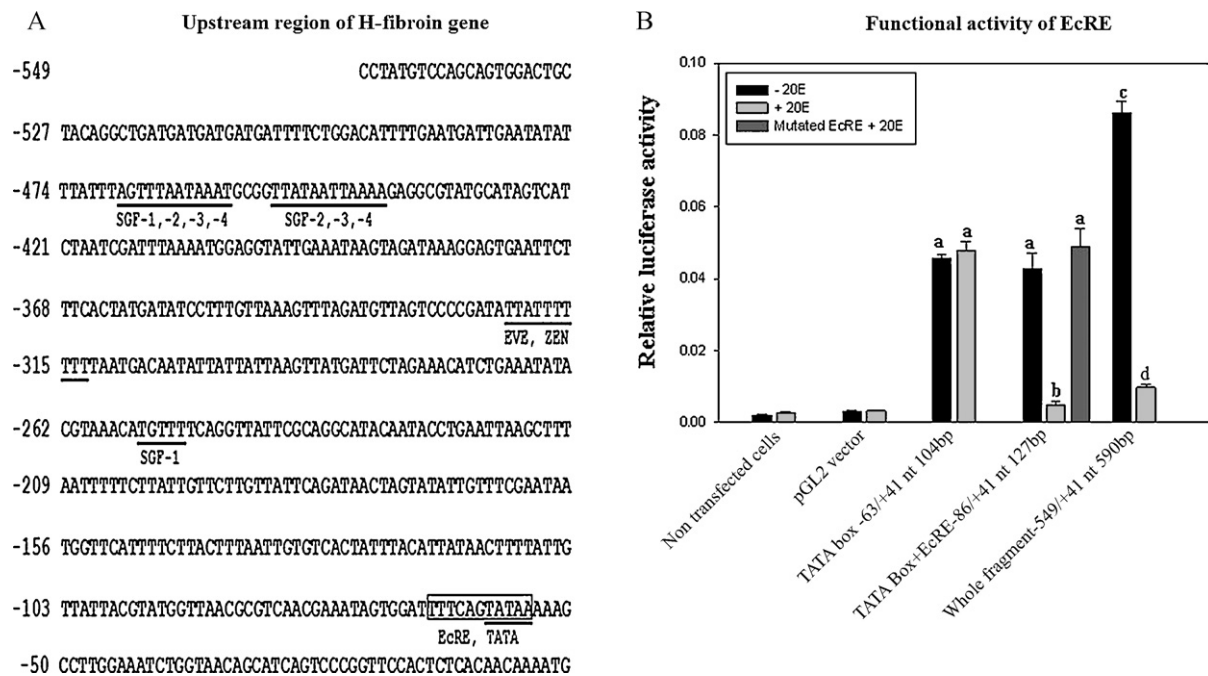 A
Upstream region of H-fibroin gene
-549 CCTATGTCCAGCAGTGGACTGC
-527 TACAGGCTGATGATGATGATGATTTTCTGGACATTTTGAATGATTGAATATAT
-474 TTATTTAGTTTAATAAATGCGGTTATAATTAAAAGAGGCGTATGCATAGTCAT
SGF-1,-2,-3,-4 SGF-2,-3,-4
-421 CTAATCGATTTAAAATGGAGGTATTGAAATAAGTAGATAAAGGAGTGAATTCT
-368 TTCACTATGATATCCTTTGTTAAAGTTTAGATGTTAGTCCCCGATATTATTTT
EVE, ZEN
-315 TTTTAATGACAATATTATTATTAAGTTATGATTCTAGAAACATCTGAAATATA
-262 CGTAAACATGTTTTCAGGTTATTCGCAGGCATACAATACCTGAATTAAGCTTT
SGF-1
-209 AATTTTTCTTATTGTTCTTGTTATTCAGATAACTAGTATATTGTTTCGAATAA
-156 TGGTTCATTTTCTTACTTTAATTGTGTCACTATTTACATTATAACTTTTATTG
-103 TTATTACGTATGGTTAACGCGTCAACGAAATAGTGGATTTTCAGTATAAAAAG
EcRE, TATA
-50 CCTTGGAAATCTGGTAACAGCATCAGTCCCGGTTCCACTCTCACAACAAAATG
B
Functional activity of EcRE
Relative luciferase activity
0.10
0.08
0.06
0.04
0.02
0.00
- 20E
+ 20E
Mutated EcRE + 20E
a
a
a
b
a
c
d
Non transfected cells
pGL2 vector
TATA box -63/+41 nt 104bp
TATA Box+EcRE-86/+41 nt 127bp
Whole fragment-549/+41 nt 590bp